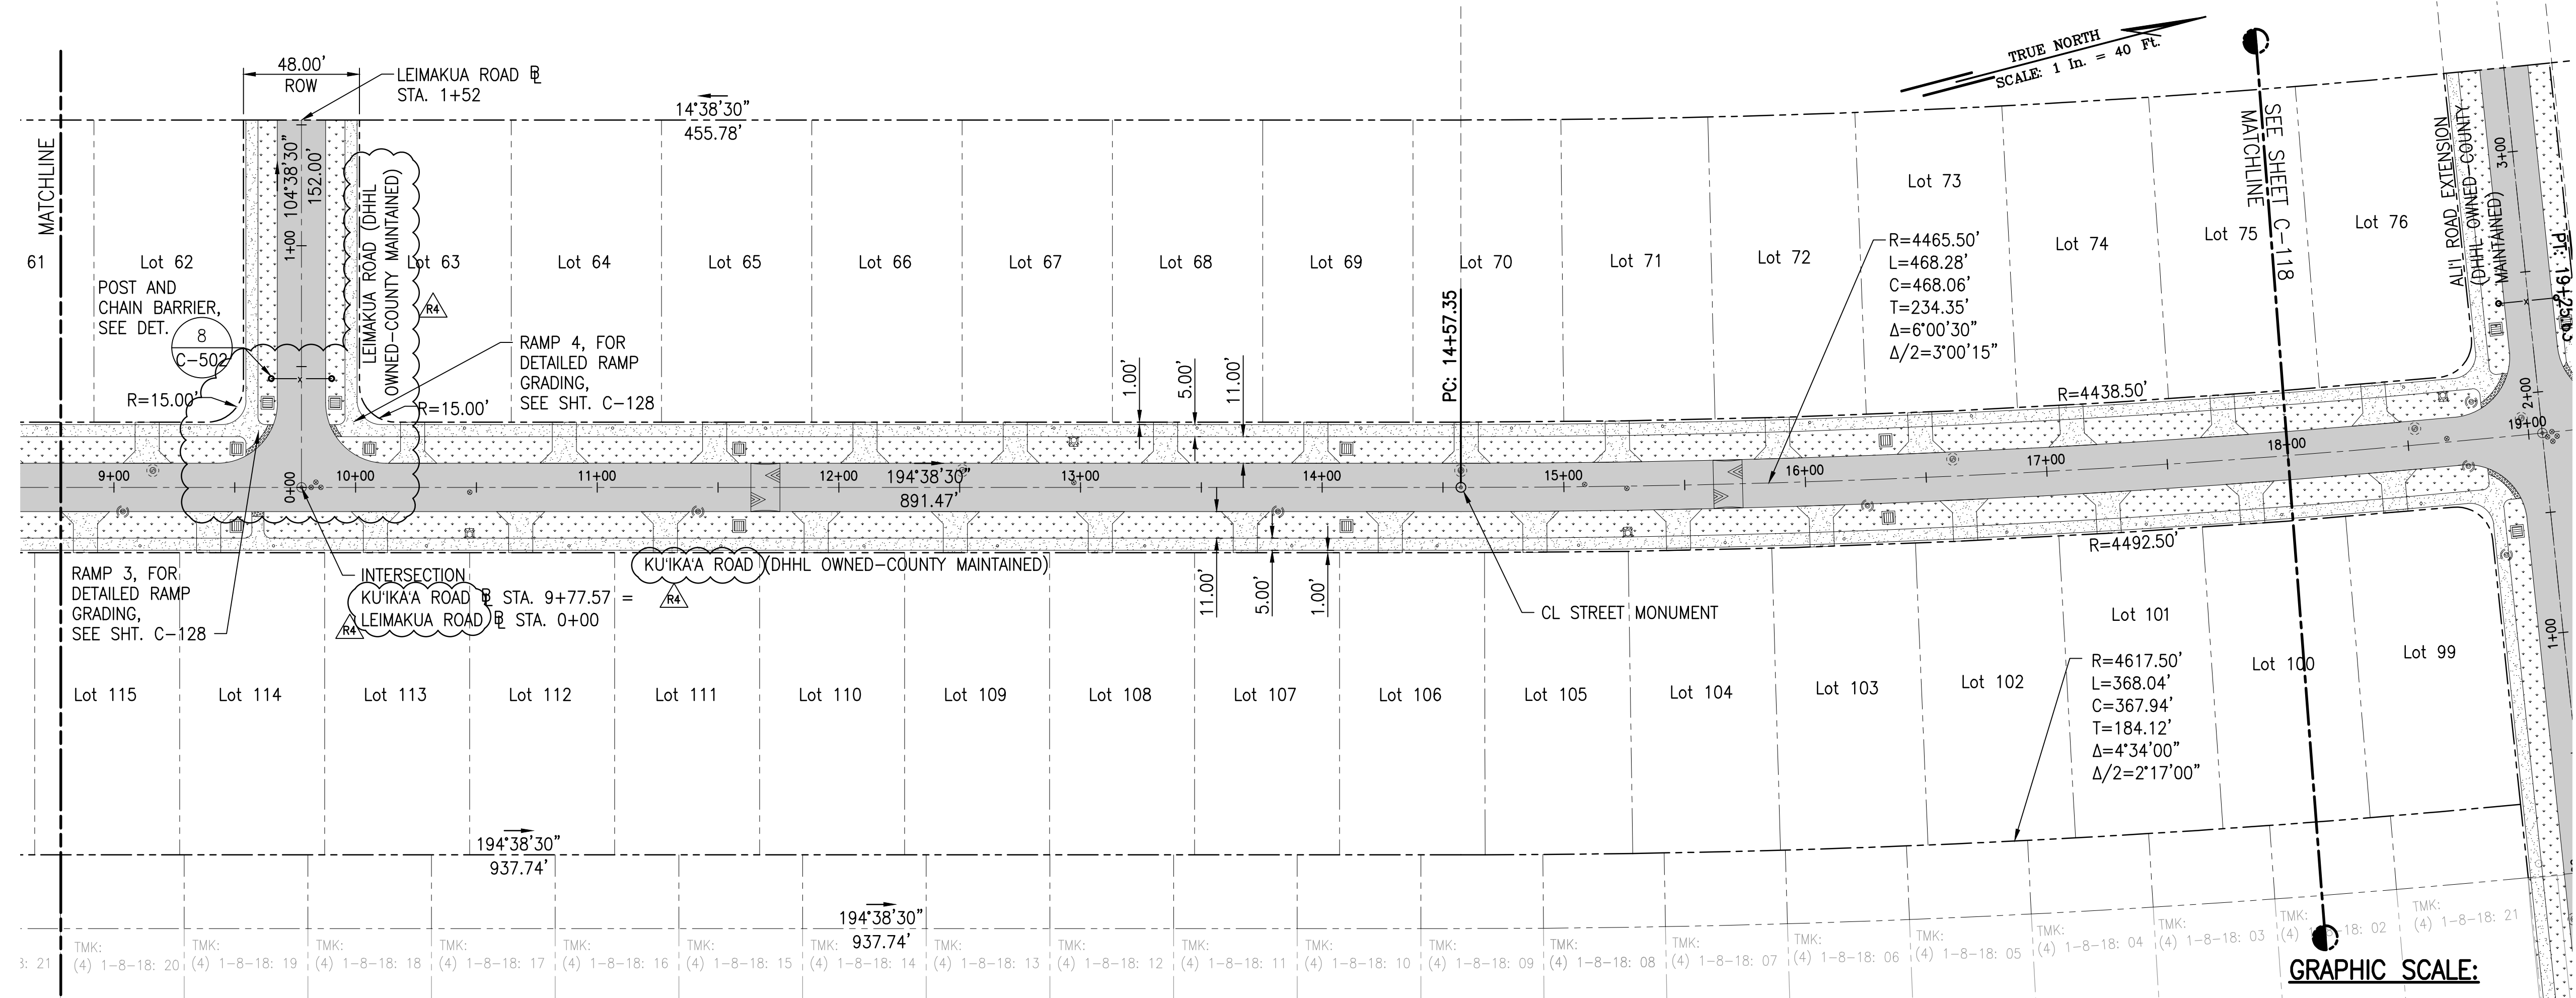 48.00'
ROW
LEIMAKUA ROAD ℄
STA. 1+52
14°38'30"
455.78'
TRUE NORTH
SCALE: 1 In. = 40 Ft.
MATCHLINE
SEE SHEET C-118
MATCHLINE
104°38'30"
152.00'
1+00
0+00
LEIMAKUA ROAD (DHHL
OWNED-COUNTY MAINTAINED)
R4
61
Lot 62
Lot 63
Lot 64
Lot 65
Lot 66
Lot 67
Lot 68
Lot 69
Lot 70
Lot 71
Lot 72
Lot 73
Lot 74
Lot 75
Lot 76
POST AND
CHAIN BARRIER,
SEE DET.
8
C-502
R=15.00'
R=15.00'
RAMP 4, FOR
DETAILED RAMP
GRADING,
SEE SHT. C-128
1.00'
5.00'
11.00'
PC: 14+57.35
R=4465.50'
L=468.28'
C=468.06'
T=234.35'
Δ=6°00'30"
Δ/2=3°00'15"
R=4438.50'
ALI'I ROAD EXTENSION
(DHHL OWNED-COUNTY
MAINTAINED)
PT: 19+25.63
3+00
2+00
1+00
9+00
10+00
11+00
12+00
13+00
14+00
15+00
16+00
17+00
18+00
19+00
194°38'30"
891.47'
R=4492.50'
11.00'
5.00'
1.00'
KU'IKA'A ROAD (DHHL OWNED-COUNTY MAINTAINED)
R4
RAMP 3, FOR
DETAILED RAMP
GRADING,
SEE SHT. C-128
INTERSECTION
KU'IKA'A ROAD ℄ STA. 9+77.57 =
LEIMAKUA ROAD ℄ STA. 0+00
R4
CL STREET MONUMENT
Lot 115
Lot 114
Lot 113
Lot 112
Lot 111
Lot 110
Lot 109
Lot 108
Lot 107
Lot 106
Lot 105
Lot 104
Lot 103
Lot 102
Lot 101
Lot 100
Lot 99
R=4617.50'
L=368.04'
C=367.94'
T=184.12'
Δ=4°34'00"
Δ/2=2°17'00"
194°38'30"
937.74'
194°38'30"
937.74'
8: 21
TMK:
(4) 1-8-18: 20
TMK:
(4) 1-8-18: 19
TMK:
(4) 1-8-18: 18
TMK:
(4) 1-8-18: 17
TMK:
(4) 1-8-18: 16
TMK:
(4) 1-8-18: 15
TMK:
(4) 1-8-18: 14
TMK:
(4) 1-8-18: 13
TMK:
(4) 1-8-18: 12
TMK:
(4) 1-8-18: 11
TMK:
(4) 1-8-18: 10
TMK:
(4) 1-8-18: 09
TMK:
(4) 1-8-18: 08
TMK:
(4) 1-8-18: 07
TMK:
(4) 1-8-18: 06
TMK:
(4) 1-8-18: 05
TMK:
(4) 1-8-18: 04
TMK:
(4) 1-8-18: 03
TMK:
(4) 1-8-18: 02
TMK:
(4) 1-8-18: 21
GRAPHIC SCALE: